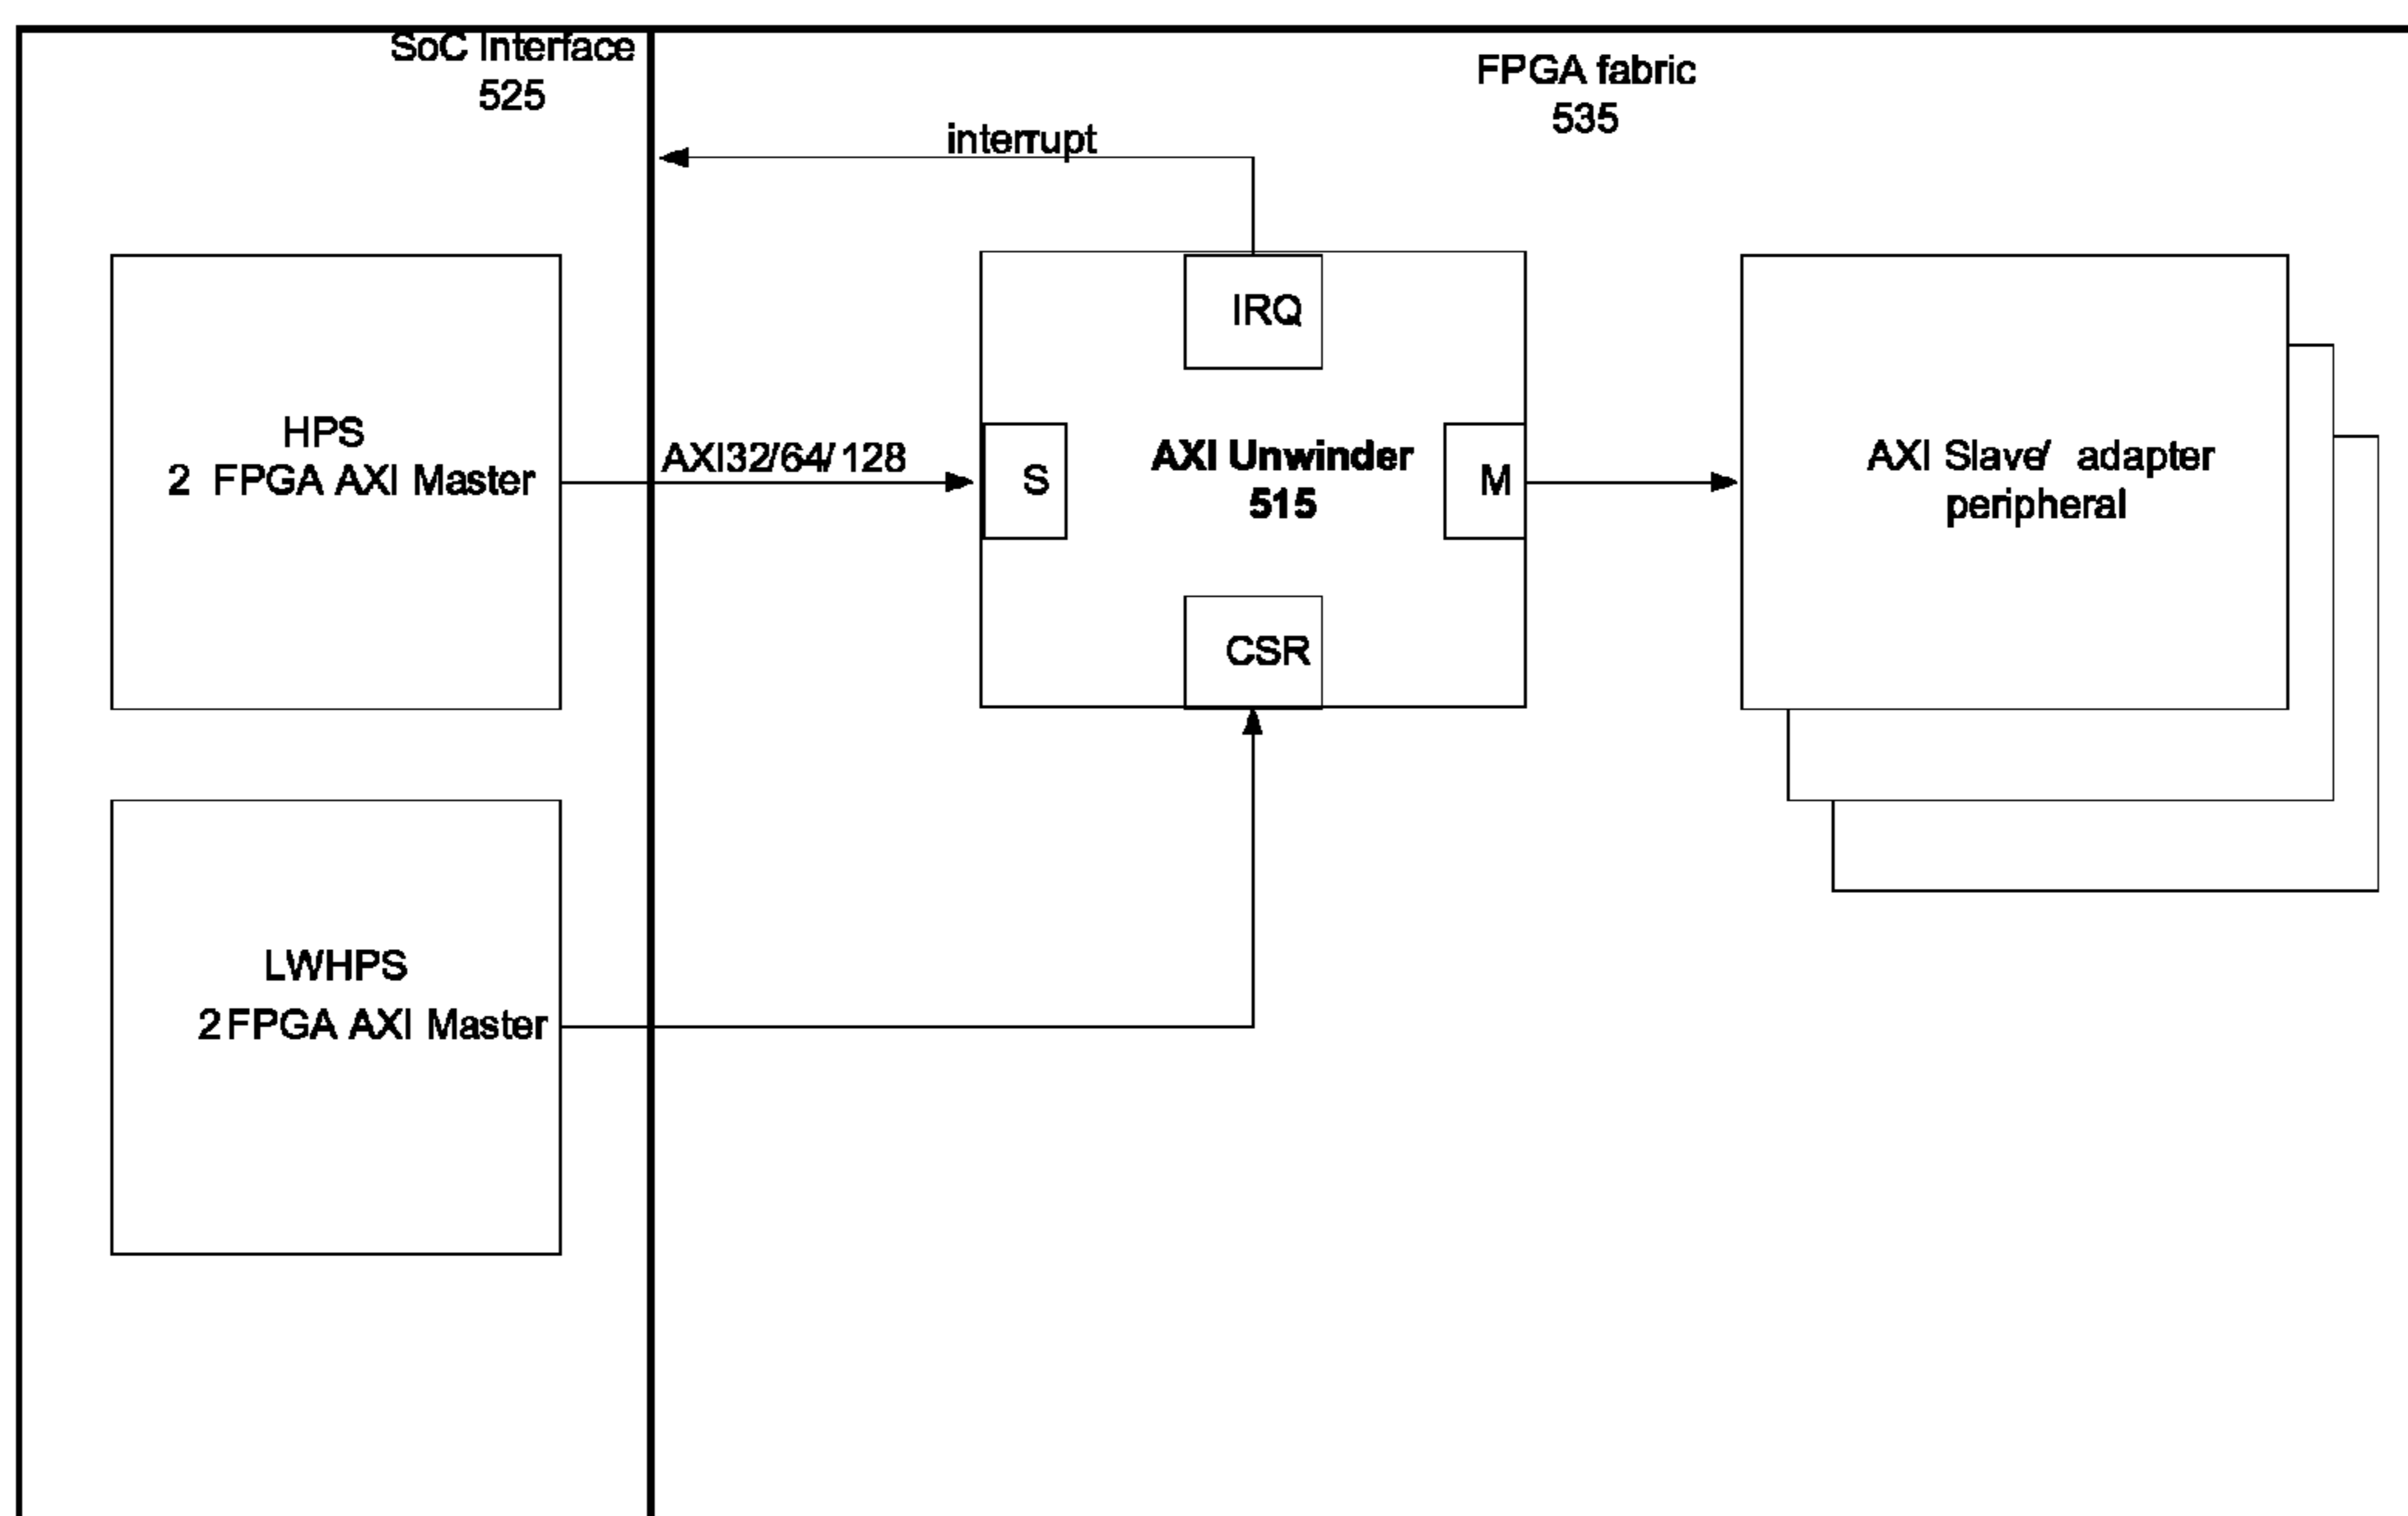 SoC Interface
525
FPGA fabric
535
interrupt
IRQ
HPS
2 FPGA AXI Master
AXI32/64/128
S
AXI Unwinder
515
M
AXI Slave/ adapter
peripheral
CSR
LWHPS
2 FPGA AXI Master